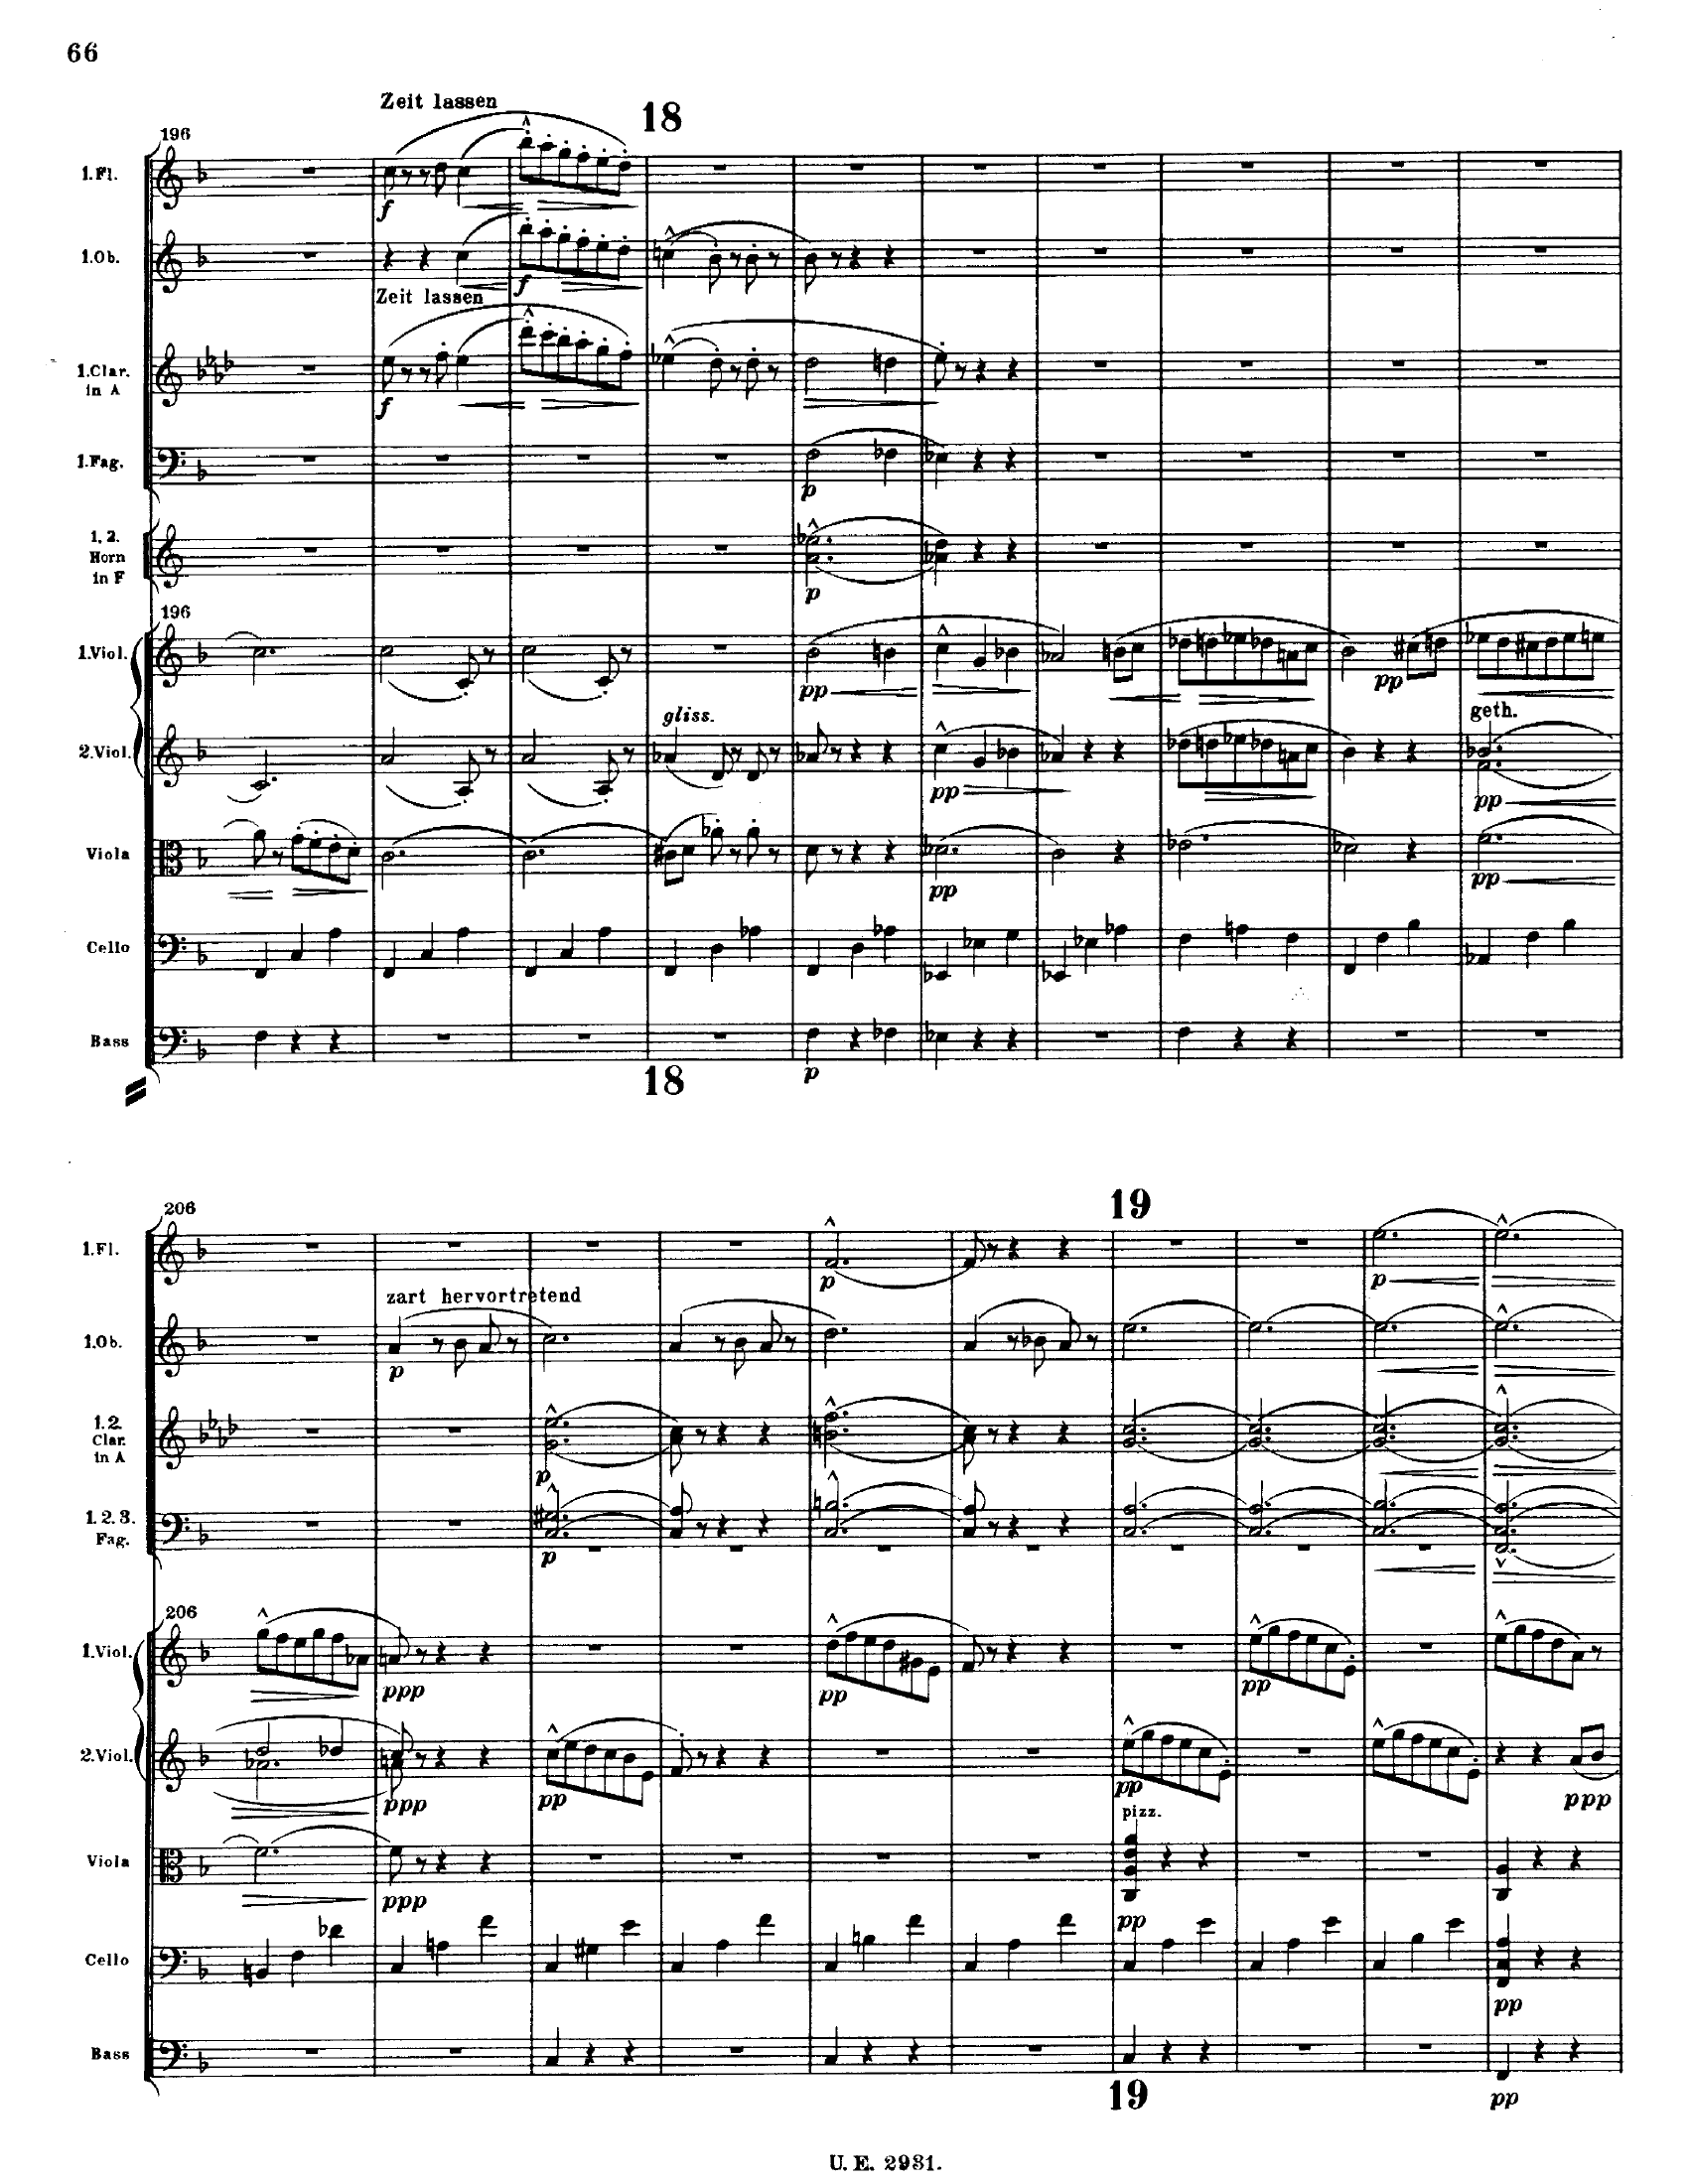 66
Zeit lassen
18
196
1.Fl.
f
1.Ob.
f
Zeit lassen
1.Clar.
in A
f
1.Fag.
p
1. 2.
Horn
in F
p
196
1.Viol.
pp
pp
gliss.
geth.
2.Viol.
pp
pp
Viola
pp
pp
Cello
Bass
p
18
19
206
1.Fl.
p
p
zart hervortretend
1.Ob.
p
1. 2.
Clar.
in A
p
1. 2. 3.
Fag.
p
206
1.Viol.
ppp
pp
pp
2.Viol.
ppp
pp
pp
ppp
pizz.
Viola
ppp
pp
Cello
pp
Bass
pp
19
U. E. 2931.